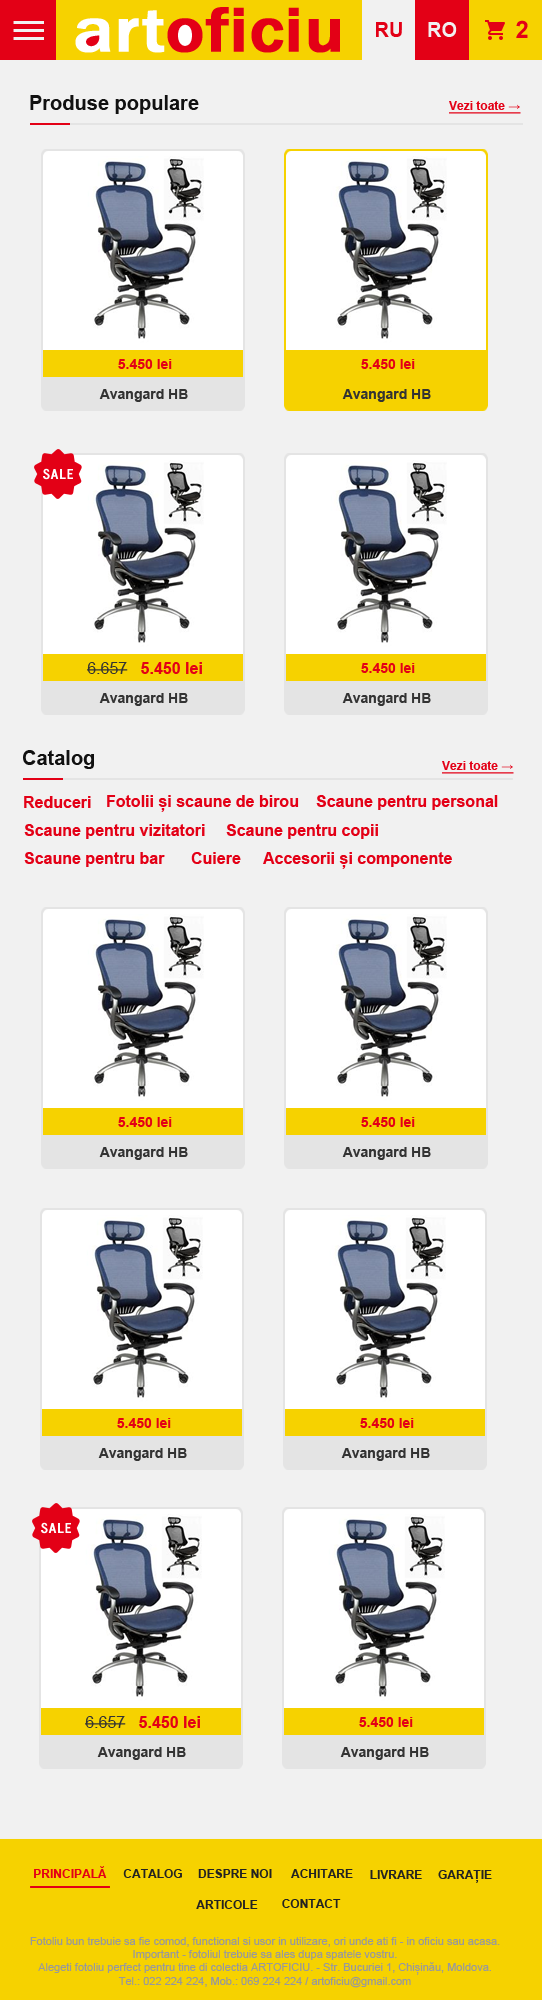 artoficiu RU RO 2
Produse populare Vezi toate →
5.450 lei 5.450 lei
Avangard HB Avangard HB
SALE
6.657 5.450 lei 5.450 lei
Avangard HB Avangard HB
Catalog Vezi toate →
Reduceri Fotolii și scaune de birou Scaune pentru personal
Scaune pentru vizitatori Scaune pentru copii
Scaune pentru bar Cuiere Accesorii și componente
5.450 lei 5.450 lei
Avangard HB Avangard HB
5.450 lei 5.450 lei
Avangard HB Avangard HB
SALE
6.657 5.450 lei 5.450 lei
Avangard HB Avangard HB
PRINCIPALĂ CATALOG DESPRE NOI ACHITARE LIVRARE GARAȚIE
ARTICOLE CONTACT
Fotoliu bun trebuie sa fie comod, functional si usor in utilizare, ori unde ati fi - in oficiu sau acasa.
Important - fotoliul trebuie sa ales dupa spatele vostru.
Alegeti fotoliu perfect pentru tine di colectia ARTOFICIU. - Str. Bucuriei 1, Chișinău, Moldova.
Tel.: 022 224 224, Mob.: 069 224 224 / artoficiu@gmail.com